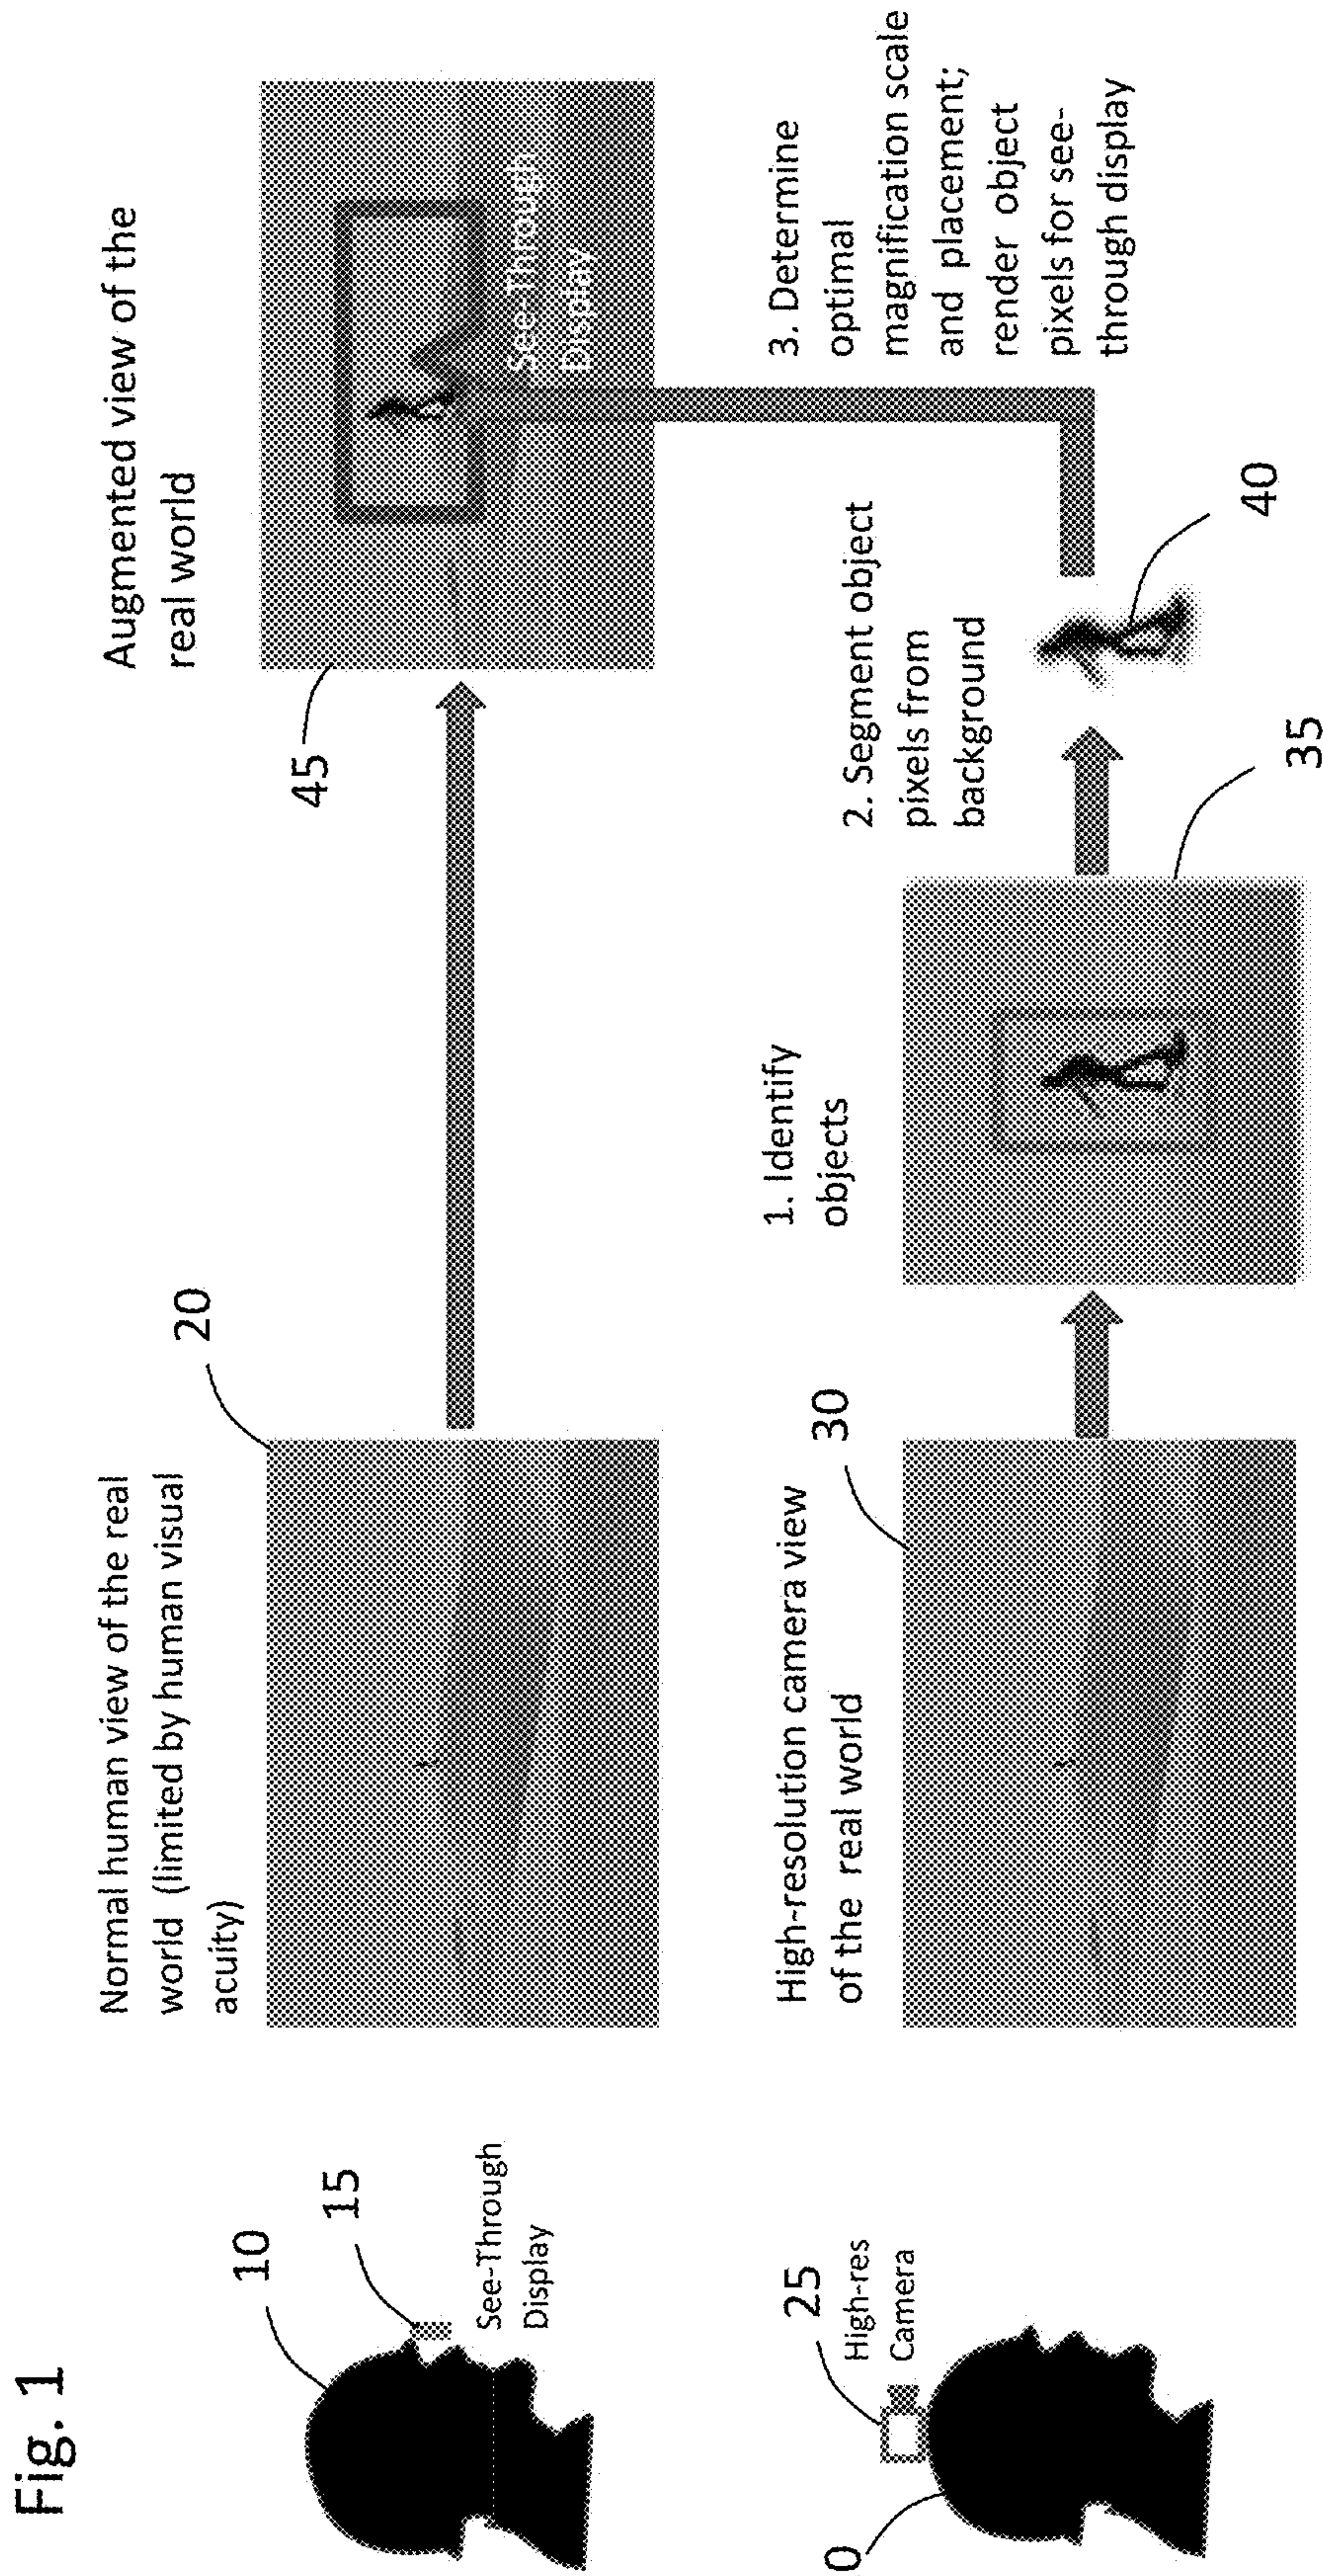 Fig. 1
10
15
See-Through
Display
Normal human view of the real
world (limited by human visual
acuity)
20
Augmented view of the
real world
45
See-Through
Display
0
25
High-res
Camera
High-resolution camera view
of the real world
30
1. Identify
objects
35
2. Segment object
pixels from
background
40
3. Determine
optimal
magnification scale
and placement;
render object
pixels for see-
through display